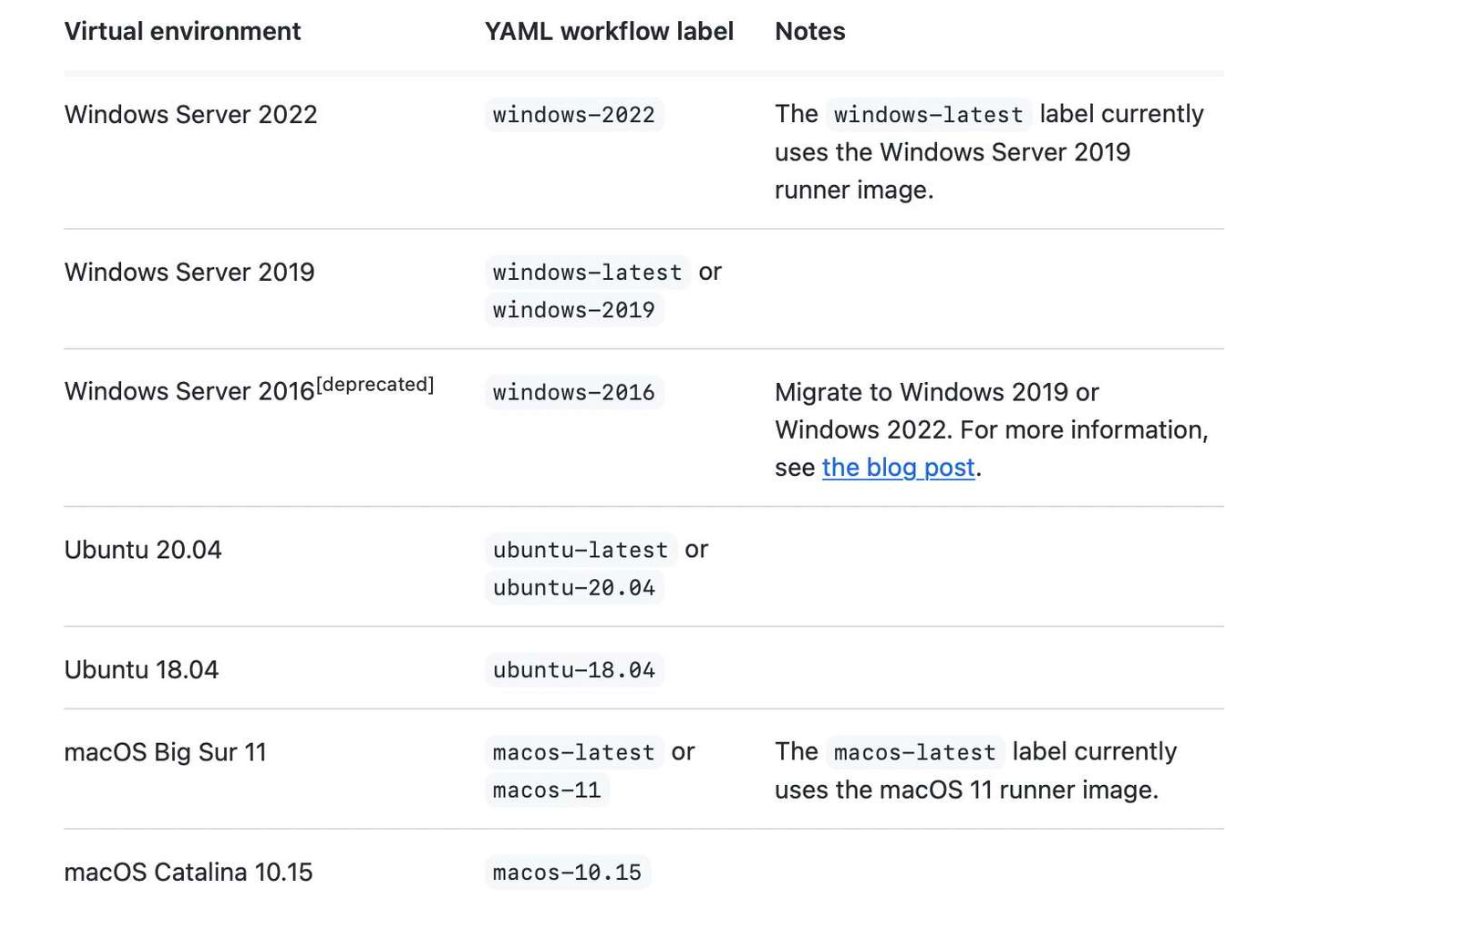 Virtual environment YAML workflow label Notes
Windows Server 2022 windows-2022 The windows-latest label currently
uses the Windows Server 2019
runner image.
Windows Server 2019 windows-latest or
windows-2019
Windows Server 2016[deprecated] windows-2016 Migrate to Windows 2019 or
Windows 2022. For more information,
see the blog post.
Ubuntu 20.04 ubuntu-latest or
ubuntu-20.04
Ubuntu 18.04 ubuntu-18.04
macOS Big Sur 11 macos-latest or The macos-latest label currently
macos-11 uses the macOS 11 runner image.
macOS Catalina 10.15 macos-10.15